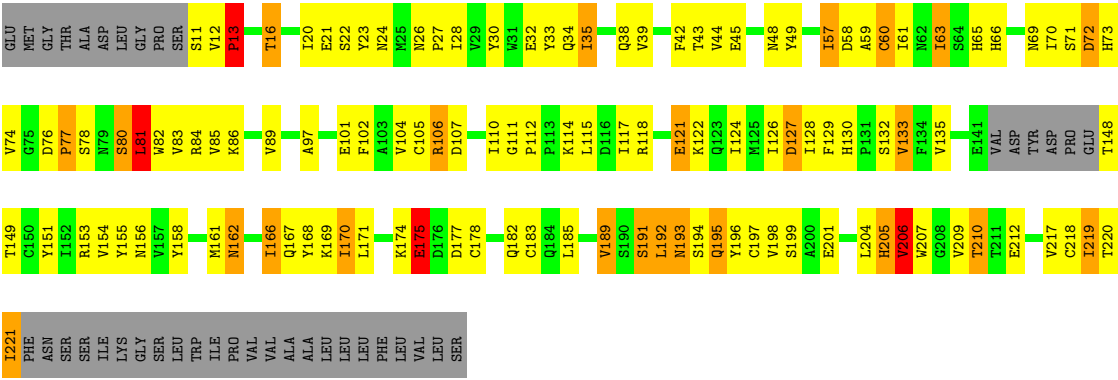 GLU MET GLY THR ALA ASP LEU GLY PRO SER S11 V12 P13 T16 I20 E21 S22 Y23 N24 M25 N26 P27 I28 V29 Y30 W31 E32 Y33 Q34 I35 Q38 V39 F42 T43 V44 E45 N48 Y49 I57 D58 A59 C60 I61 N62 I63 S64 H65 H66 N69 I70 S71 D72 H73
V74 G75 D76 P77 S78 N79 S80 L81 W82 V83 R84 V85 K86 V89 A97 E101 F102 A103 V104 C105 R106 D107 I110 G111 P112 P113 K114 L115 D116 I117 R118 E121 K122 Q123 I124 M125 I126 D127 I128 F129 H130 P131 S132 V133 F134 V135 E141 VAL ASP TYR ASP PRO GLU T148
T149 C150 Y151 I152 R153 V154 Y155 N156 V157 Y158 M161 N162 I166 Q167 Y168 K169 I170 L171 K174 E175 D176 D177 C178 Q182 C183 Q184 L185 V189 S190 S191 L192 N193 S194 Q195 Y196 C197 V198 S199 A200 E201 L204 H205 V206 W207 G208 V209 T210 T211 E212 V217 C218 I219 T220
I221 PHE ASN SER SER ILE LYS GLY SER LEU TRP ILE PRO VAL VAL ALA ALA LEU LEU LEU PHE LEU VAL LEU SER